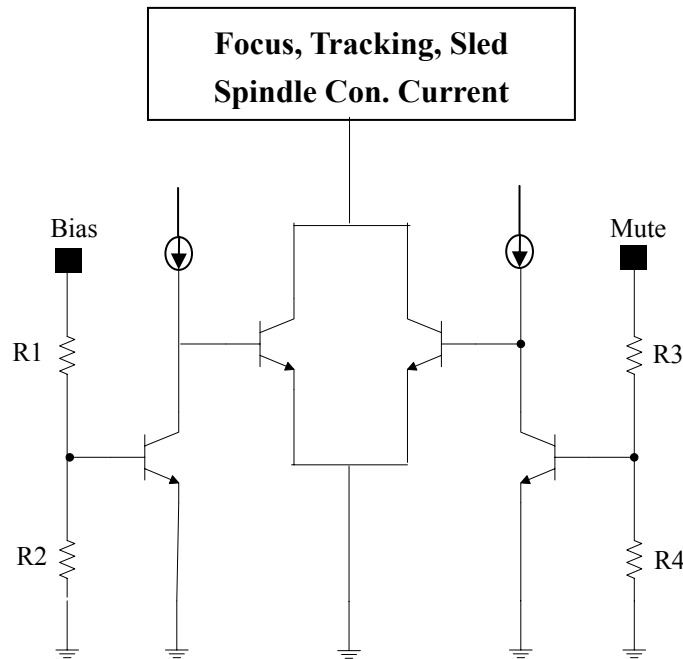 Focus, Tracking, Sled
Spindle Con. Current
Bias
Mute
R1
R3
R2
R4